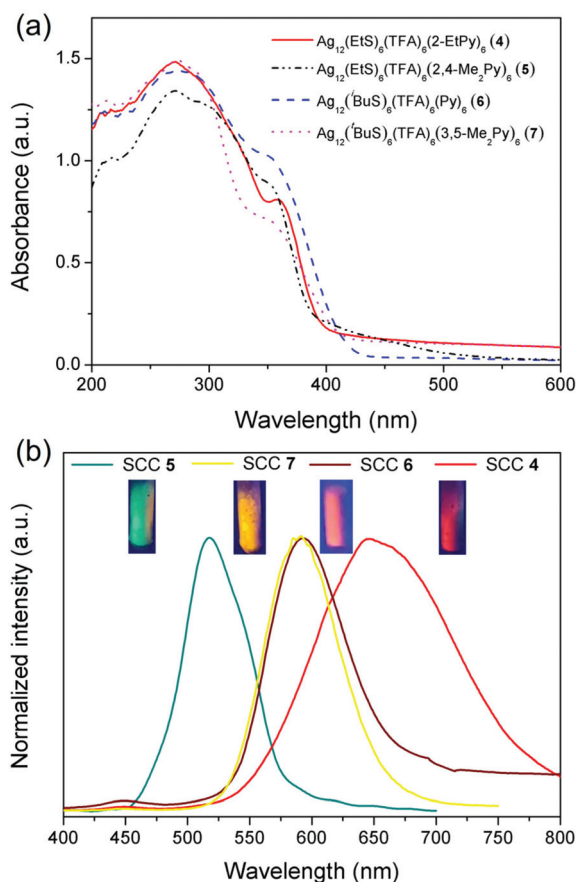 (a)
Ag₁₂(EtS)₆(TFA)₆(2-EtPy)₆ (4)
Ag₁₂(EtS)₆(TFA)₆(2,4-Me₂Py)₆ (5)
Ag₁₂(ⁱBuS)₆(TFA)₆(Py)₆ (6)
Ag₁₂(ᵗBuS)₆(TFA)₆(3,5-Me₂Py)₆ (7)
Absorbance (a.u.)
1.5
1.0
0.5
0.0
200 300 400 500 600
Wavelength (nm)
(b)
SCC 5 SCC 7 SCC 6 SCC 4
Normalized intensity (a.u.)
400 450 500 550 600 650 700 750 800
Wavelength (nm)